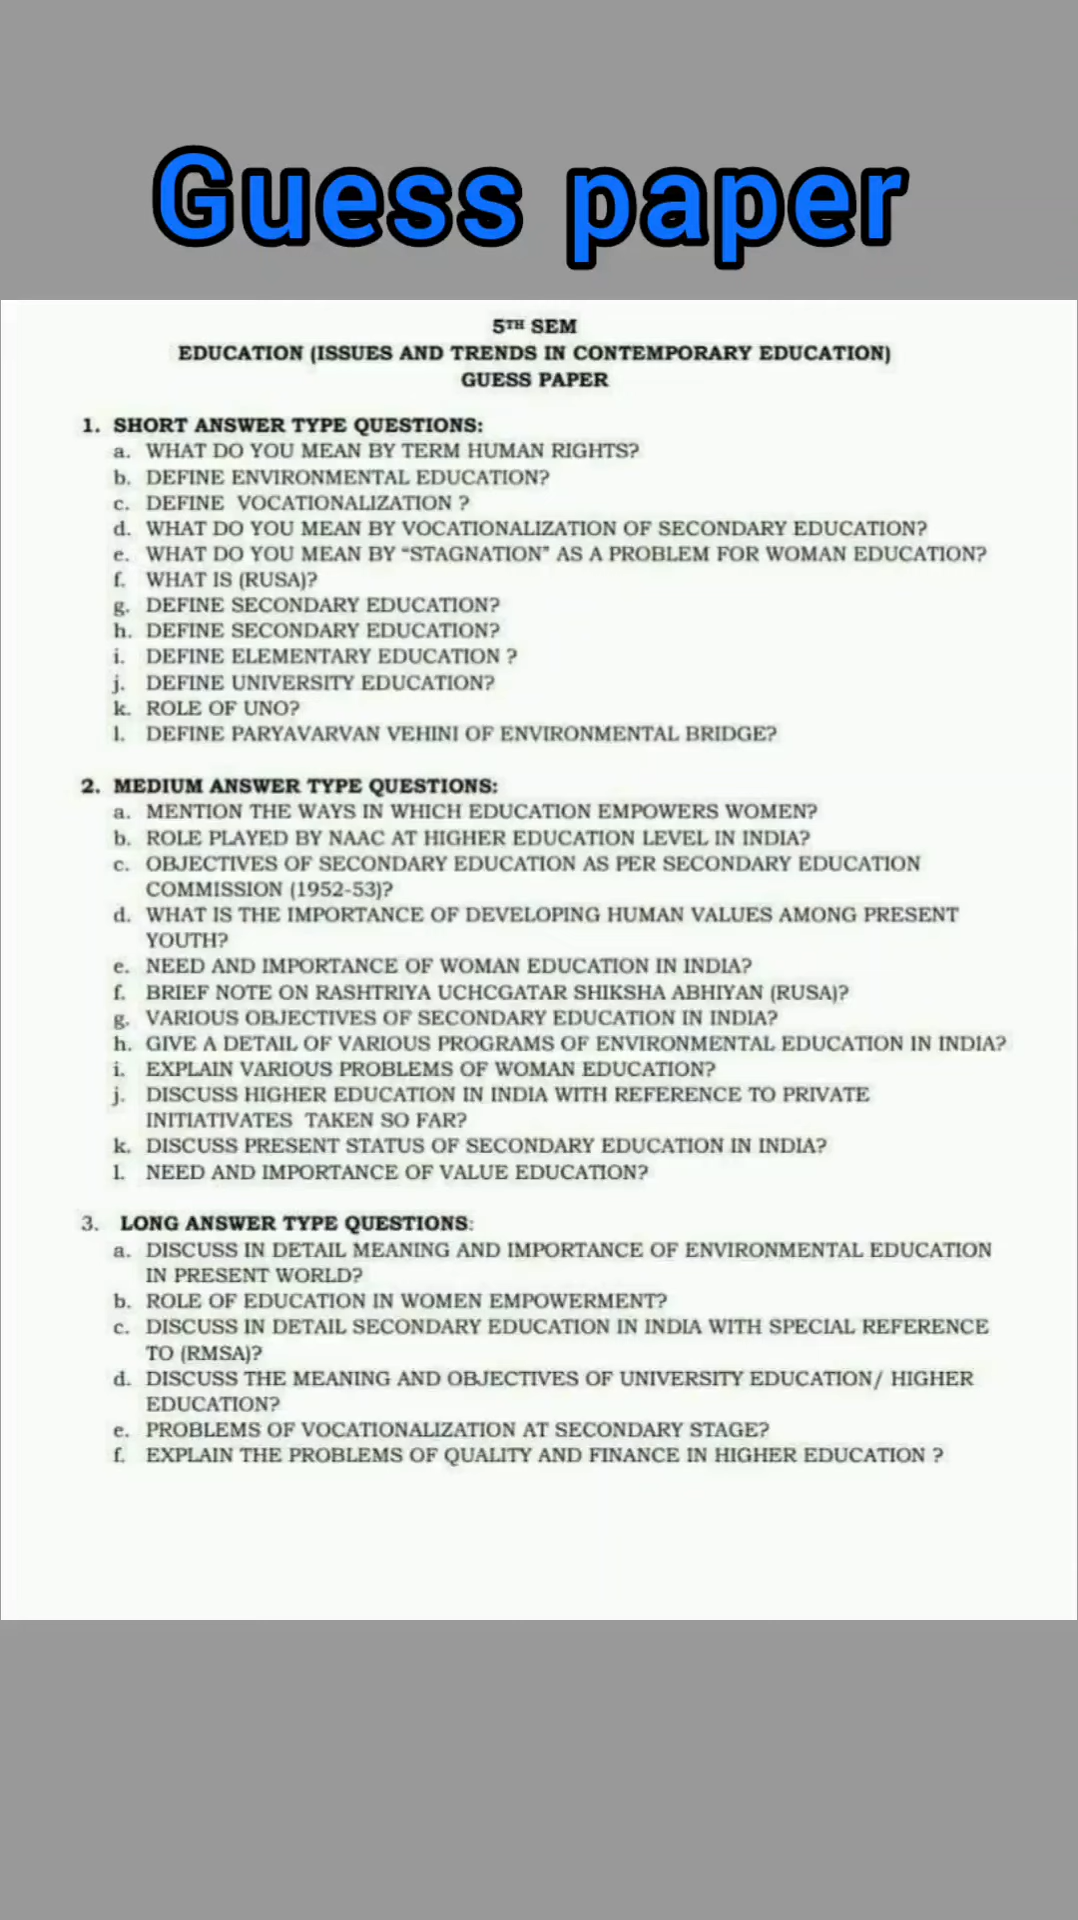 Guess paper
5TH SEM
EDUCATION (ISSUES AND TRENDS IN CONTEMPORARY EDUCATION)
GUESS PAPER
1. SHORT ANSWER TYPE QUESTIONS:
a. WHAT DO YOU MEAN BY TERM HUMAN RIGHTS?
b. DEFINE ENVIRONMENTAL EDUCATION?
c. DEFINE VOCATIONALIZATION ?
d. WHAT DO YOU MEAN BY VOCATIONALIZATION OF SECONDARY EDUCATION?
e. WHAT DO YOU MEAN BY “STAGNATION” AS A PROBLEM FOR WOMAN EDUCATION?
f. WHAT IS (RUSA)?
g. DEFINE SECONDARY EDUCATION?
h. DEFINE SECONDARY EDUCATION?
i. DEFINE ELEMENTARY EDUCATION ?
j. DEFINE UNIVERSITY EDUCATION?
k. ROLE OF UNO?
l. DEFINE PARYAVARVAN VEHINI OF ENVIRONMENTAL BRIDGE?
2. MEDIUM ANSWER TYPE QUESTIONS:
a. MENTION THE WAYS IN WHICH EDUCATION EMPOWERS WOMEN?
b. ROLE PLAYED BY NAAC AT HIGHER EDUCATION LEVEL IN INDIA?
c. OBJECTIVES OF SECONDARY EDUCATION AS PER SECONDARY EDUCATION
COMMISSION (1952-53)?
d. WHAT IS THE IMPORTANCE OF DEVELOPING HUMAN VALUES AMONG PRESENT
YOUTH?
e. NEED AND IMPORTANCE OF WOMAN EDUCATION IN INDIA?
f. BRIEF NOTE ON RASHTRIYA UCHCGATAR SHIKSHA ABHIYAN (RUSA)?
g. VARIOUS OBJECTIVES OF SECONDARY EDUCATION IN INDIA?
h. GIVE A DETAIL OF VARIOUS PROGRAMS OF ENVIRONMENTAL EDUCATION IN INDIA?
i. EXPLAIN VARIOUS PROBLEMS OF WOMAN EDUCATION?
j. DISCUSS HIGHER EDUCATION IN INDIA WITH REFERENCE TO PRIVATE
INITIATIVATES TAKEN SO FAR?
k. DISCUSS PRESENT STATUS OF SECONDARY EDUCATION IN INDIA?
l. NEED AND IMPORTANCE OF VALUE EDUCATION?
3. LONG ANSWER TYPE QUESTIONS:
a. DISCUSS IN DETAIL MEANING AND IMPORTANCE OF ENVIRONMENTAL EDUCATION
IN PRESENT WORLD?
b. ROLE OF EDUCATION IN WOMEN EMPOWERMENT?
c. DISCUSS IN DETAIL SECONDARY EDUCATION IN INDIA WITH SPECIAL REFERENCE
TO (RMSA)?
d. DISCUSS THE MEANING AND OBJECTIVES OF UNIVERSITY EDUCATION/ HIGHER
EDUCATION?
e. PROBLEMS OF VOCATIONALIZATION AT SECONDARY STAGE?
f. EXPLAIN THE PROBLEMS OF QUALITY AND FINANCE IN HIGHER EDUCATION ?